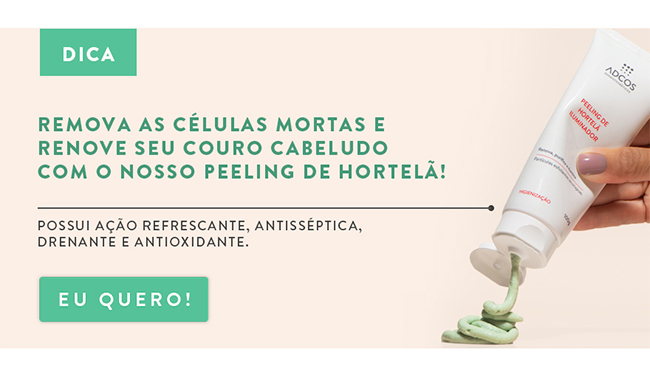 DICA
REMOVA AS CÉLULAS MORTAS E
RENOVE SEU COURO CABELUDO
COM O NOSSO PEELING DE HORTELÃ!
POSSUI AÇÃO REFRESCANTE, ANTISSÉPTICA,
DRENANTE E ANTIOXIDANTE.
EU QUERO!
ADCOS
PEELING DE
HORTELÃ
ILUMINADOR
HIGIENIZAÇÃO